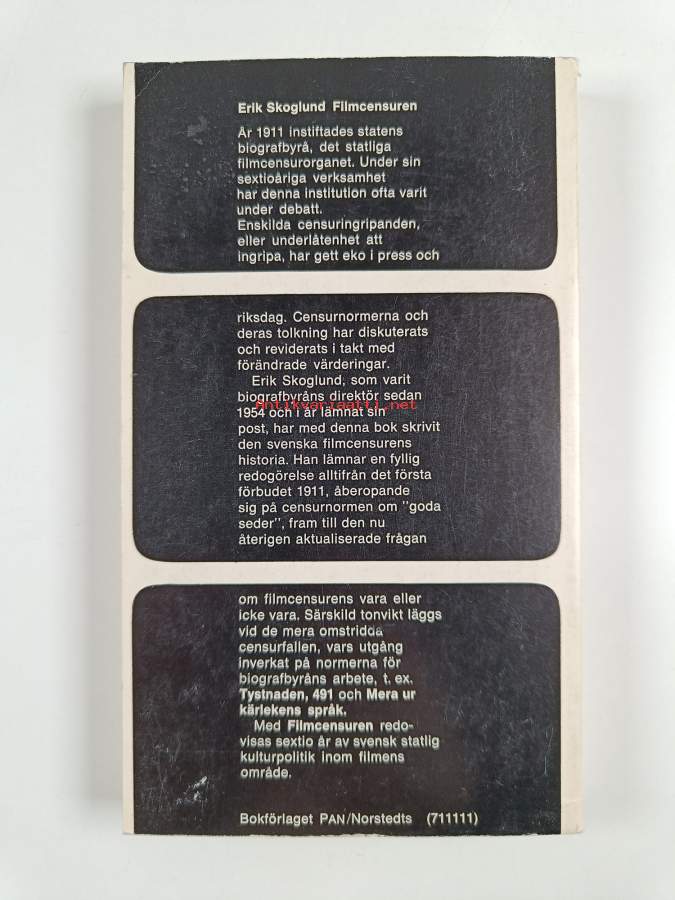 Erik Skoglund Filmcensuren
År 1911 instiftades statens
biografbyrå, det statliga
filmcensurorganet. Under sin
sextioåriga verksamhet
har denna institution ofta varit
under debatt.
Enskilda censuringripanden,
eller underlåtenhet att
ingripa, har gett eko i press och
riksdag. Censurnormerna och
deras tolkning har diskuterats
och reviderats i takt med
förändrade värderingar.
Erik Skoglund, som varit
biografbyråns direktör sedan
1954 och i år lämnat sin
Antikvariaatti.net
post, har med denna bok skrivit
den svenska filmcensurens
historia. Han lämnar en fyllig
redogörelse alltifrån det första
förbudet 1911, åberopande
sig på censurnormen om "goda
seder", fram till den nu
återigen aktualiserade frågan
om filmcensurens vara eller
icke vara. Särskild tonvikt läggs
vid de mera omstridda
censurfallen, vars utgång
inverkat på normerna för
biografbyråns arbete, t. ex.
Tystnaden, 491 och Mera ur
kärlekens språk.
Med Filmcensuren redo-
visas sextio år av svensk statlig
kulturpolitik inom filmens
område.
Bokförlaget PAN/Norstedts (711111)